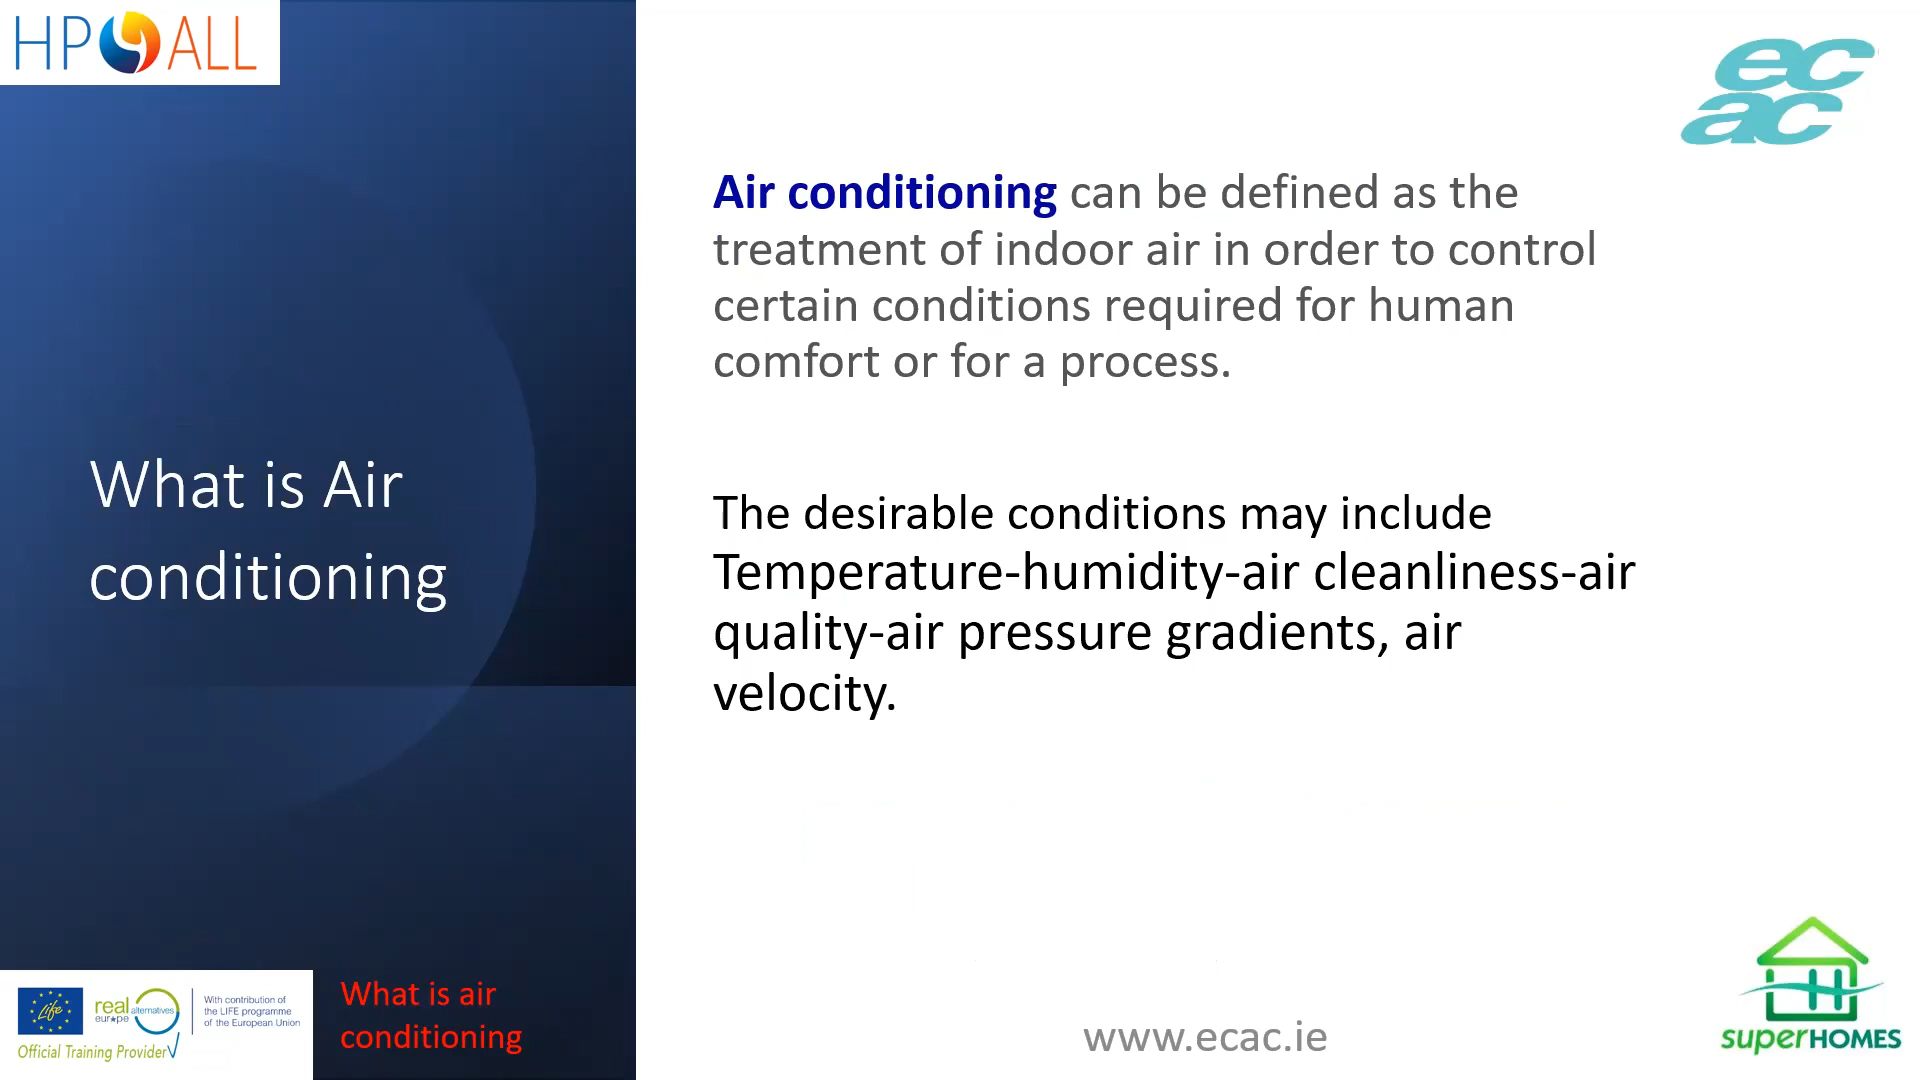 HP4ALL
ec
ac
Air conditioning can be defined as the
treatment of indoor air in order to control
certain conditions required for human
comfort or for a process.
What is Air
conditioning
The desirable conditions may include
Temperature-humidity-air cleanliness-air
quality-air pressure gradients, air
velocity.
Life
real alternatives
europe
With contribution of
the LIFE programme
of the European Union
Official Training Provider
What is air
conditioning
www.ecac.ie
superHOMES